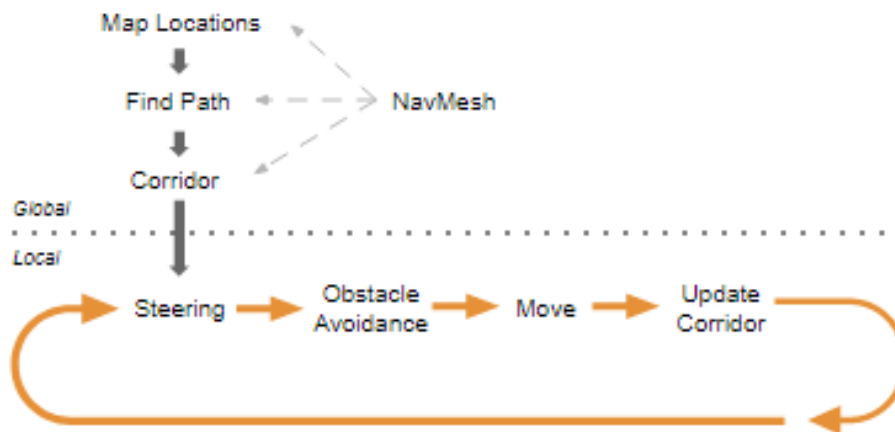 Map Locations
Find Path
NavMesh
Corridor
Global
Local
Steering
Obstacle
Avoidance
Move
Update
Corridor